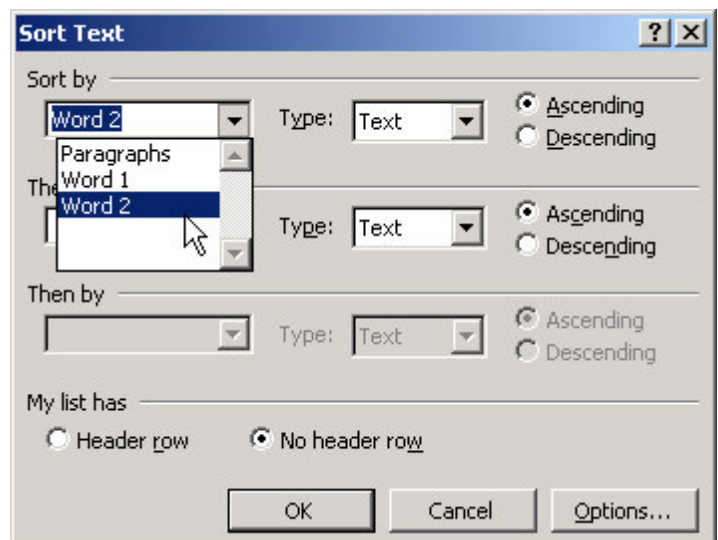 Sort Text
Sort by
Word 2 Type: Text Ascending
Descending
Paragraphs
Word 1
Word 2
Type: Text Ascending
Descending
Then by
Type: Text Ascending
Descending
My list has
Header row No header row
OK Cancel Options...